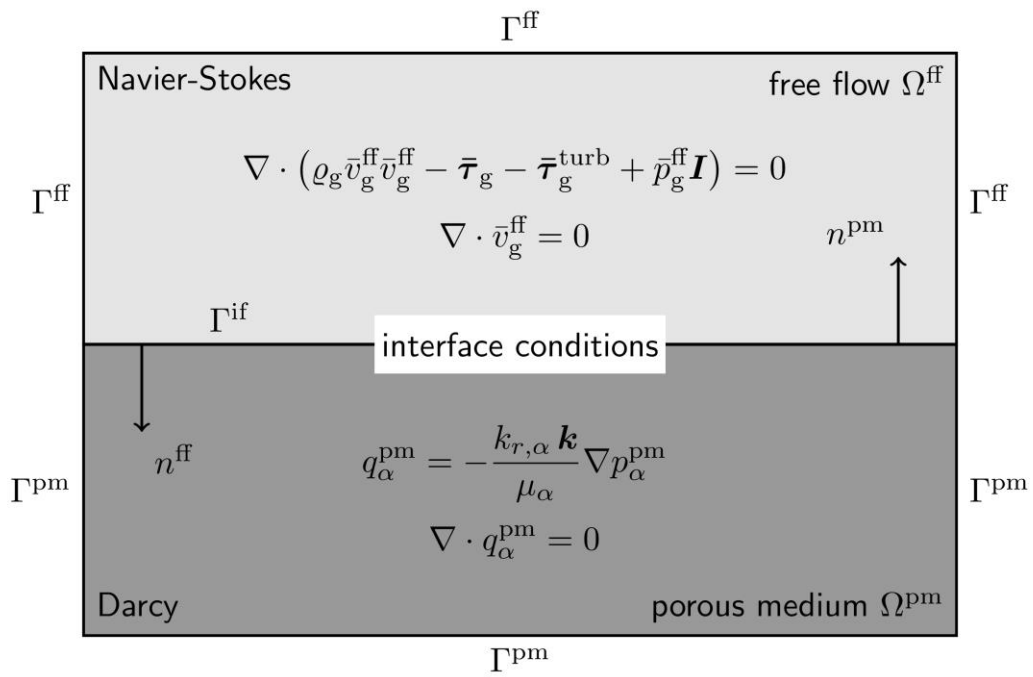 Γ^ff
Navier-Stokes
free flow Ω^ff
∇ · (ϱ_g v̄_g^ff v̄_g^ff − τ̄_g − τ̄_g^turb + p̄_g^ff I) = 0
Γ^ff
Γ^ff
∇ · v̄_g^ff = 0
n^pm
Γ^if
interface conditions
q_α^pm = − k_{r,α} k / μ_α ∇p_α^pm
n^ff
Γ^pm
Γ^pm
∇ · q_α^pm = 0
Darcy
porous medium Ω^pm
Γ^pm